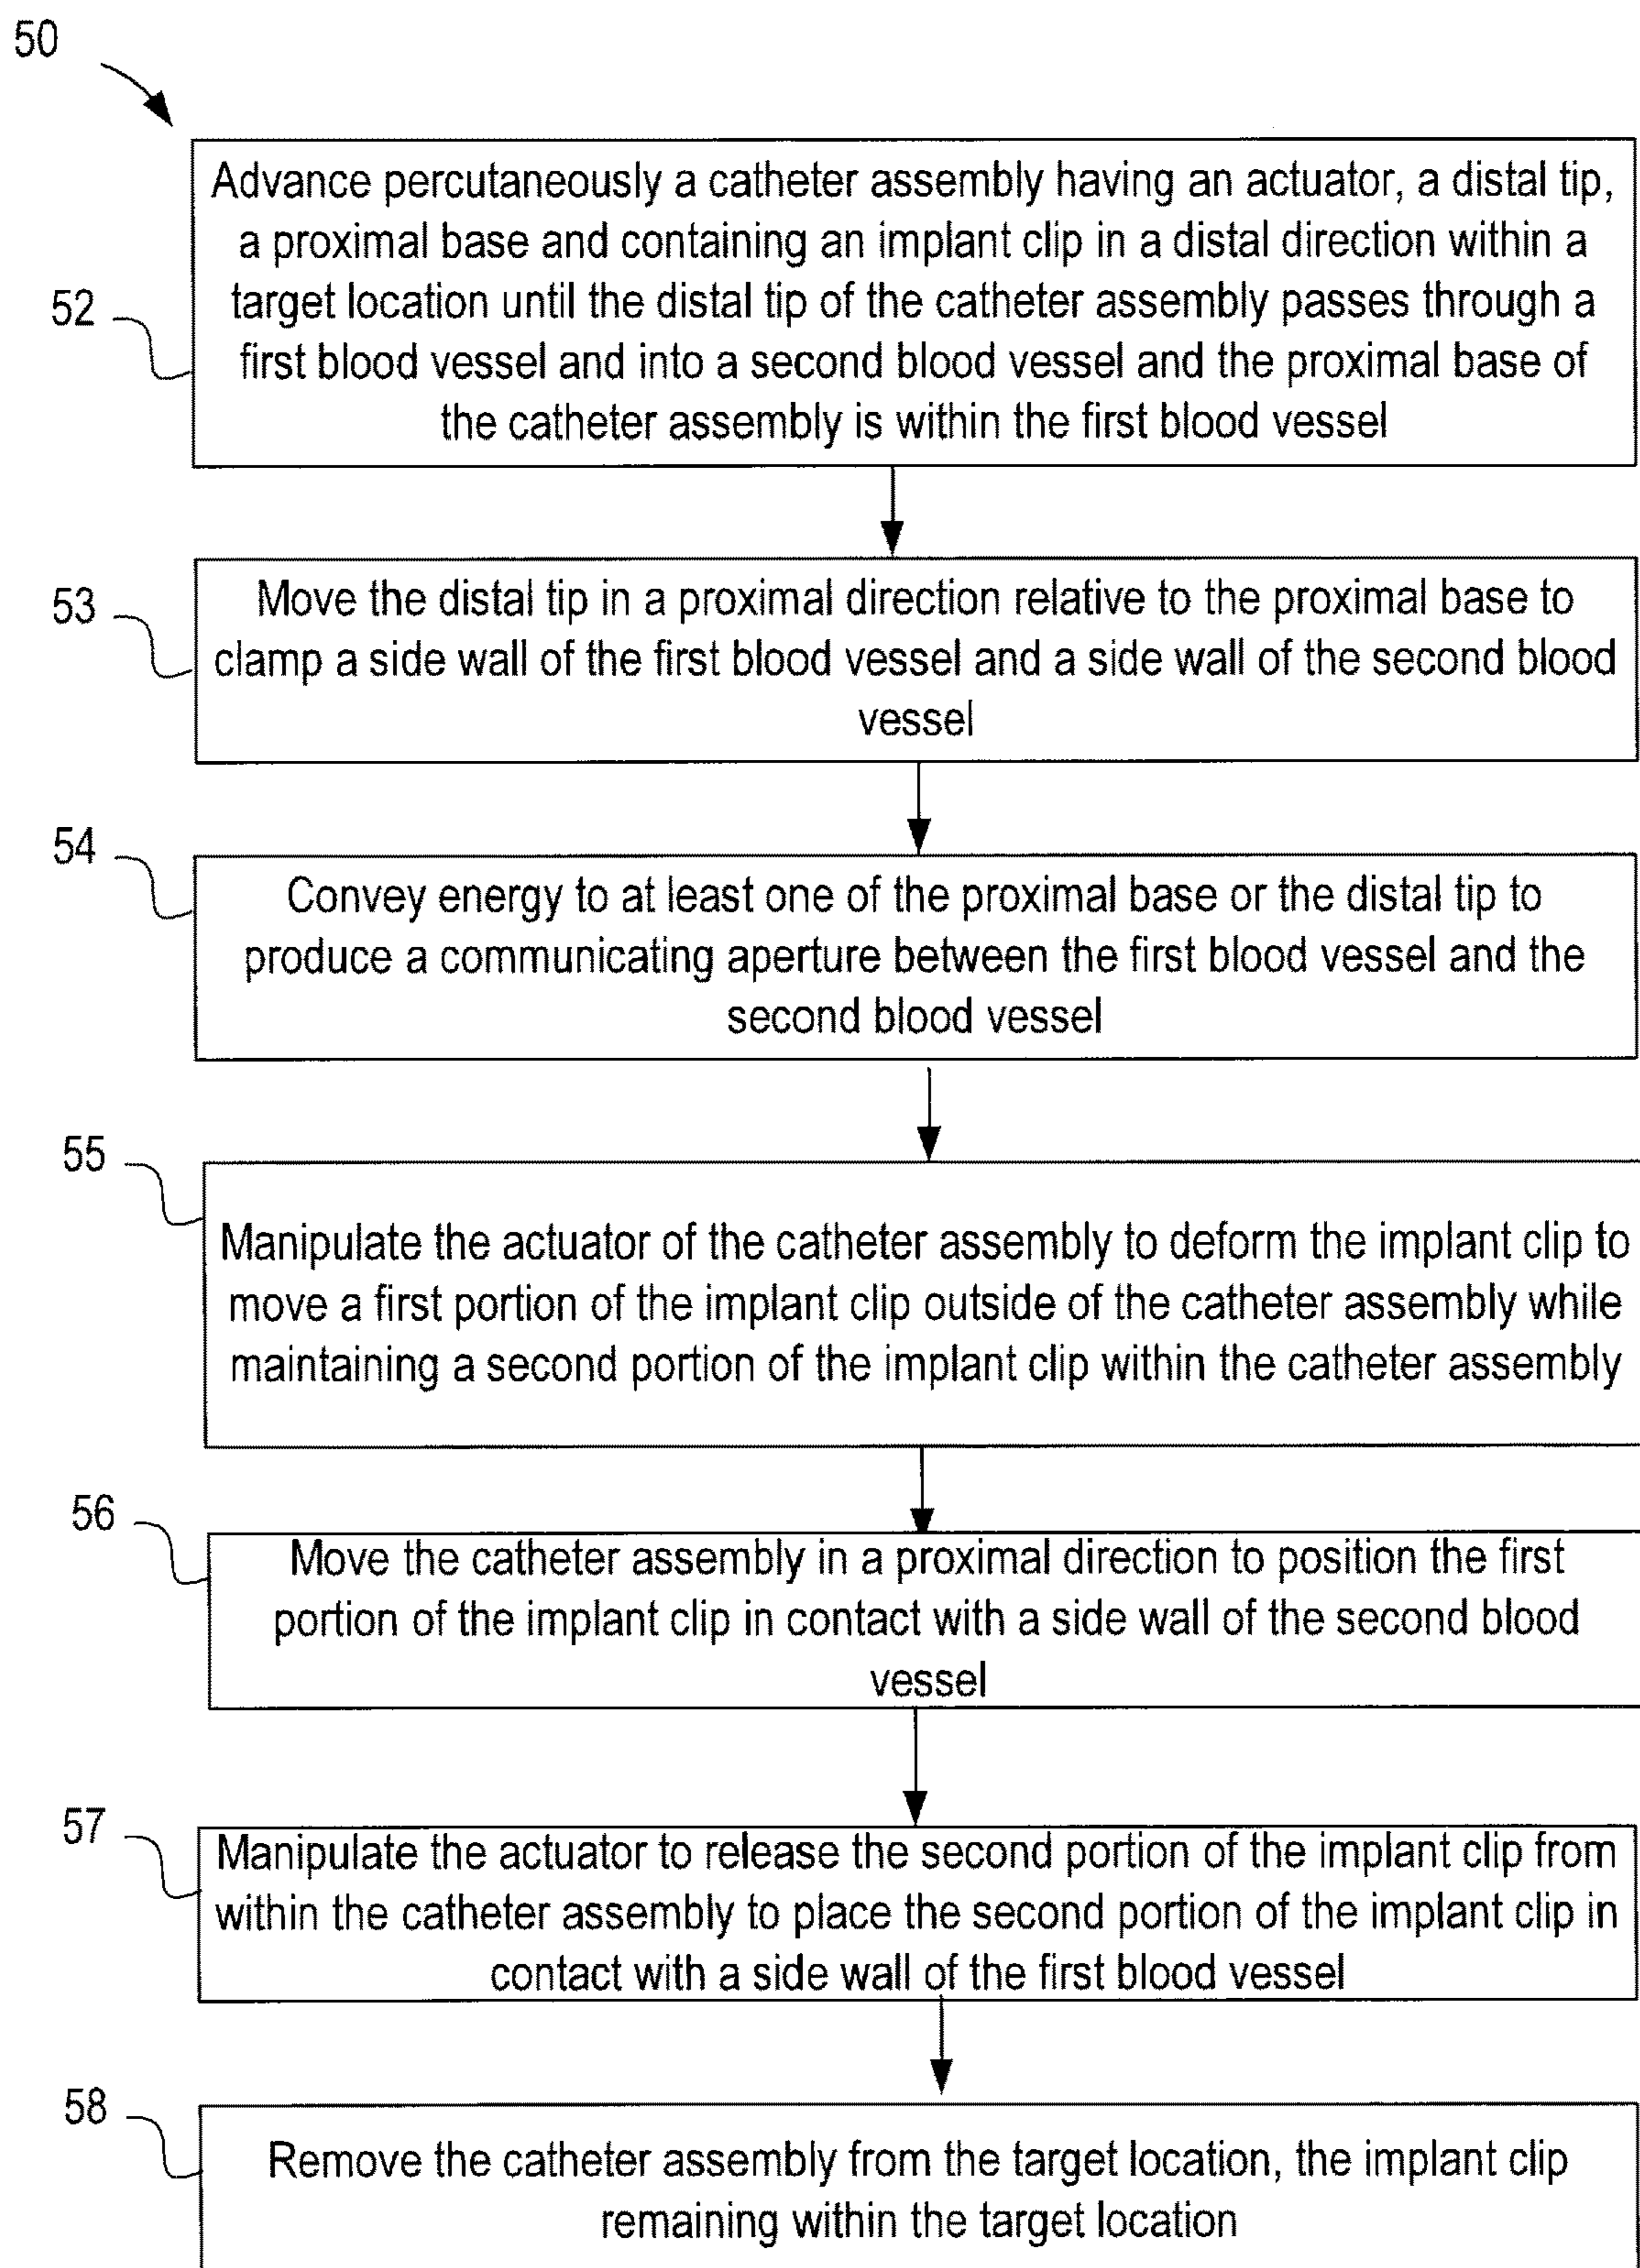 50
Advance percutaneously a catheter assembly having an actuator, a distal tip,
a proximal base and containing an implant clip in a distal direction within a
target location until the distal tip of the catheter assembly passes through a
first blood vessel and into a second blood vessel and the proximal base of
the catheter assembly is within the first blood vessel
52
Move the distal tip in a proximal direction relative to the proximal base to
clamp a side wall of the first blood vessel and a side wall of the second blood
vessel
53
Convey energy to at least one of the proximal base or the distal tip to
produce a communicating aperture between the first blood vessel and the
second blood vessel
54
Manipulate the actuator of the catheter assembly to deform the implant clip to
move a first portion of the implant clip outside of the catheter assembly while
maintaining a second portion of the implant clip within the catheter assembly
55
Move the catheter assembly in a proximal direction to position the first
portion of the implant clip in contact with a side wall of the second blood
vessel
56
Manipulate the actuator to release the second portion of the implant clip from
within the catheter assembly to place the second portion of the implant clip in
contact with a side wall of the first blood vessel
57
Remove the catheter assembly from the target location, the implant clip
remaining within the target location
58